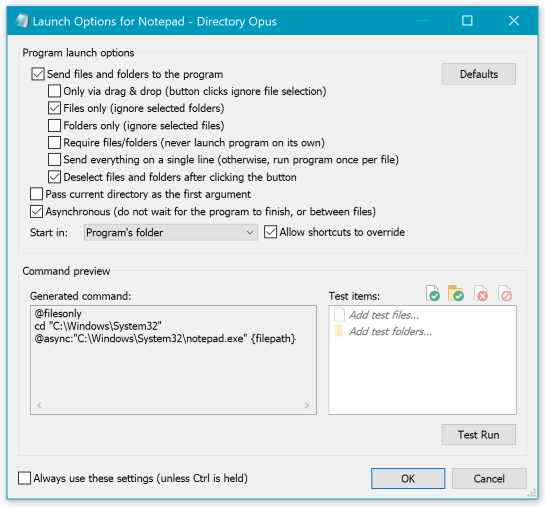 Launch Options for Notepad - Directory Opus
Program launch options
Send files and folders to the program
Defaults
Only via drag & drop (button clicks ignore file selection)
Files only (ignore selected folders)
Folders only (ignore selected files)
Require files/folders (never launch program on its own)
Send everything on a single line (otherwise, run program once per file)
Deselect files and folders after clicking the button
Pass current directory as the first argument
Asynchronous (do not wait for the program to finish, or between files)
Start in: Program's folder
Allow shortcuts to override
Command preview
Generated command:
Test items:
@filesonly
cd "C:\Windows\System32"
@async:"C:\Windows\System32\notepad.exe" {filepath}
Add test files...
Add test folders...
Test Run
Always use these settings (unless Ctrl is held)
OK
Cancel